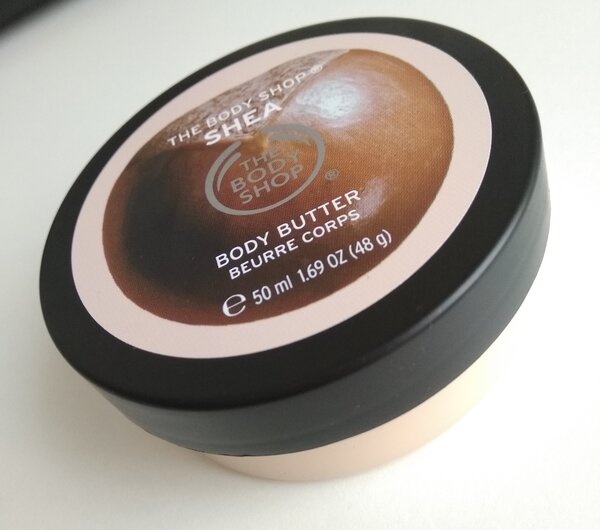 THE BODY SHOP®
SHEA
THE
BODY
SHOP®
BODY BUTTER
BEURRE CORPS
℮ 50 ml 1.69 OZ (48 g)